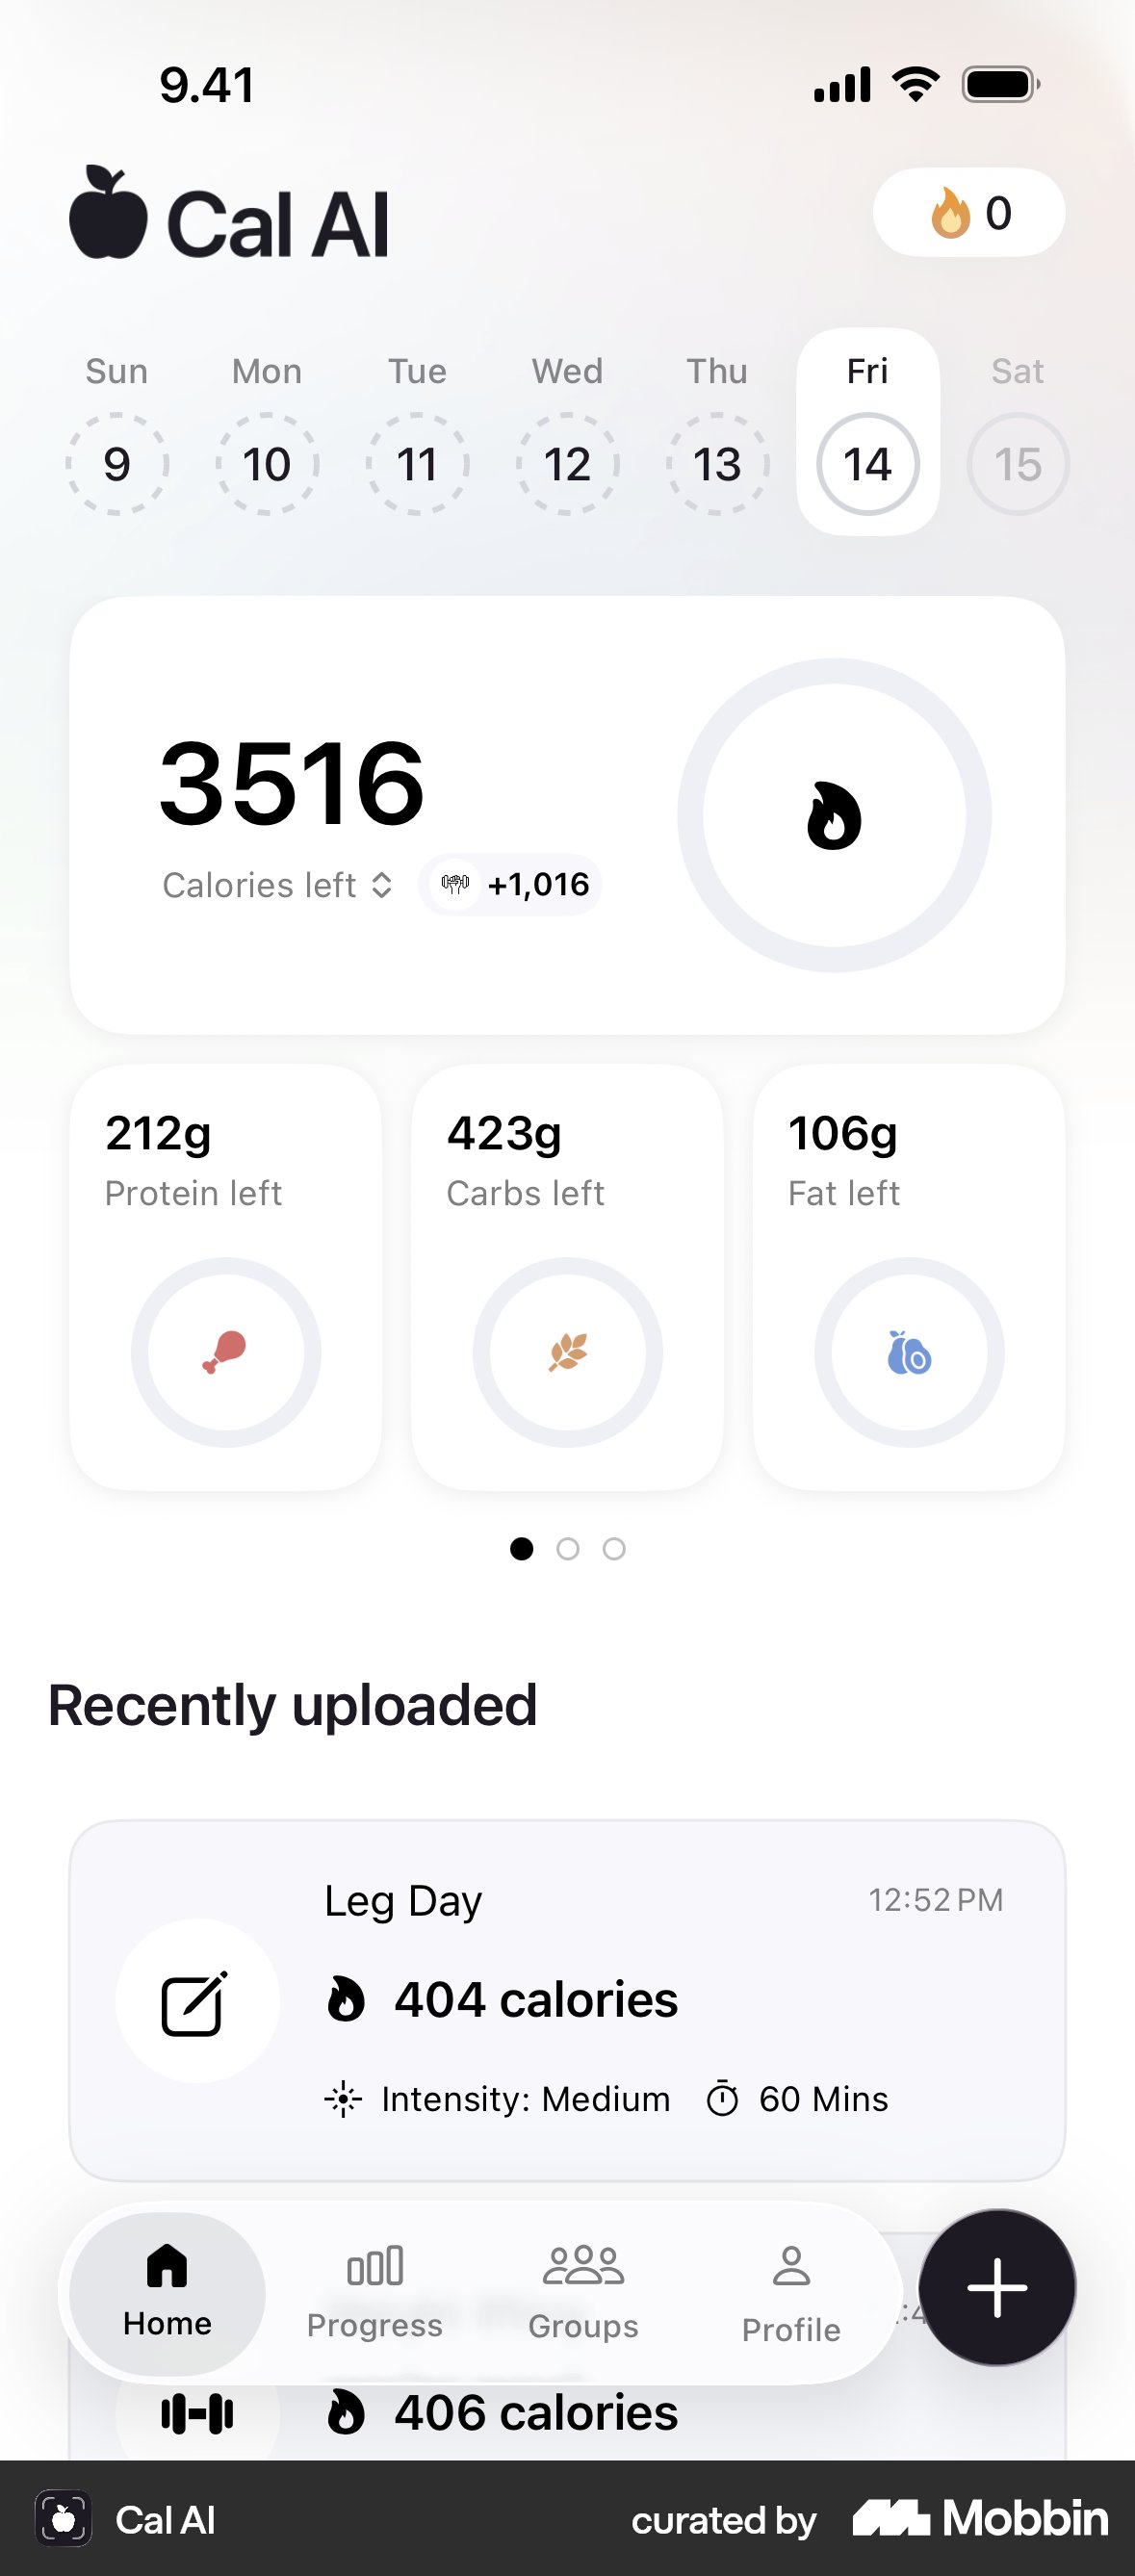 9.41
Cal AI
0
Sun Mon Tue Wed Thu Fri Sat
9 10 11 12 13 14 15
3516
Calories left +1,016
212g 423g 106g
Protein left Carbs left Fat left
Recently uploaded
Leg Day 12:52 PM
404 calories
Intensity: Medium 60 Mins
Home Progress Groups Profile
406 calories
Cal AI curated by Mobbin